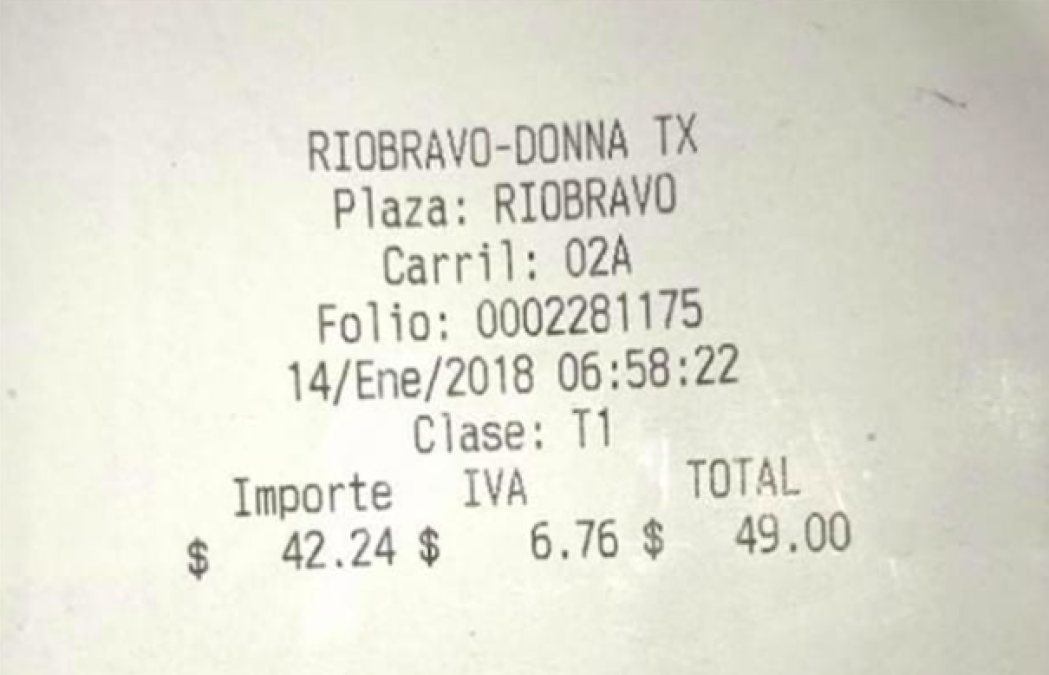 RIOBRAVO-DONNA TX
Plaza: RIOBRAVO
Carril: 02A
Folio: 0002281175
14/Ene/2018 06:58:22
Clase: T1
Importe IVA TOTAL
$ 42.24 $ 6.76 $ 49.00